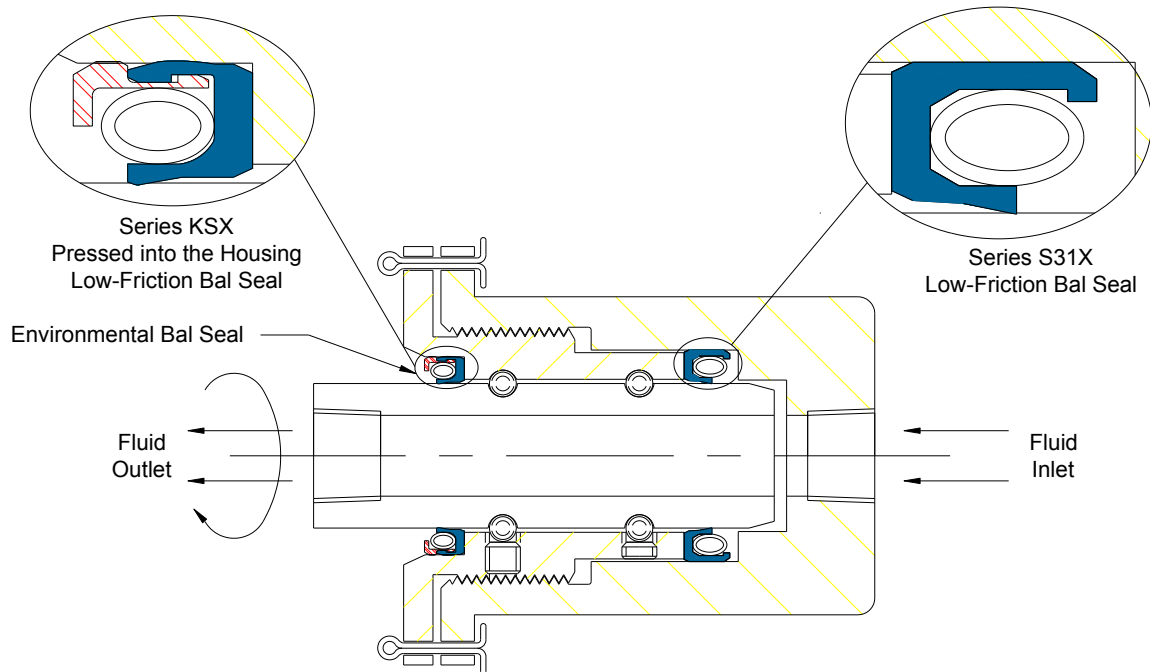 Series KSX
Pressed into the Housing
Low-Friction Bal Seal
Series S31X
Low-Friction Bal Seal
Environmental Bal Seal
Fluid
Outlet
Fluid
Inlet